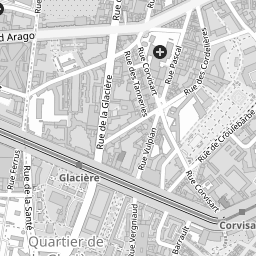 d Arago
Rue de la Glacière
Rue d
Rue des Tanneries
Rue Corvisart
Rue Pascal
Rue des Cordelières
Rue de Croulebarbe
Rue Vulpian
Rue Ferrus
Rue de la Santé
Glacière
Rue Corvisart
Corvisa
Quartier de
Rue Vergniaud
Barrault